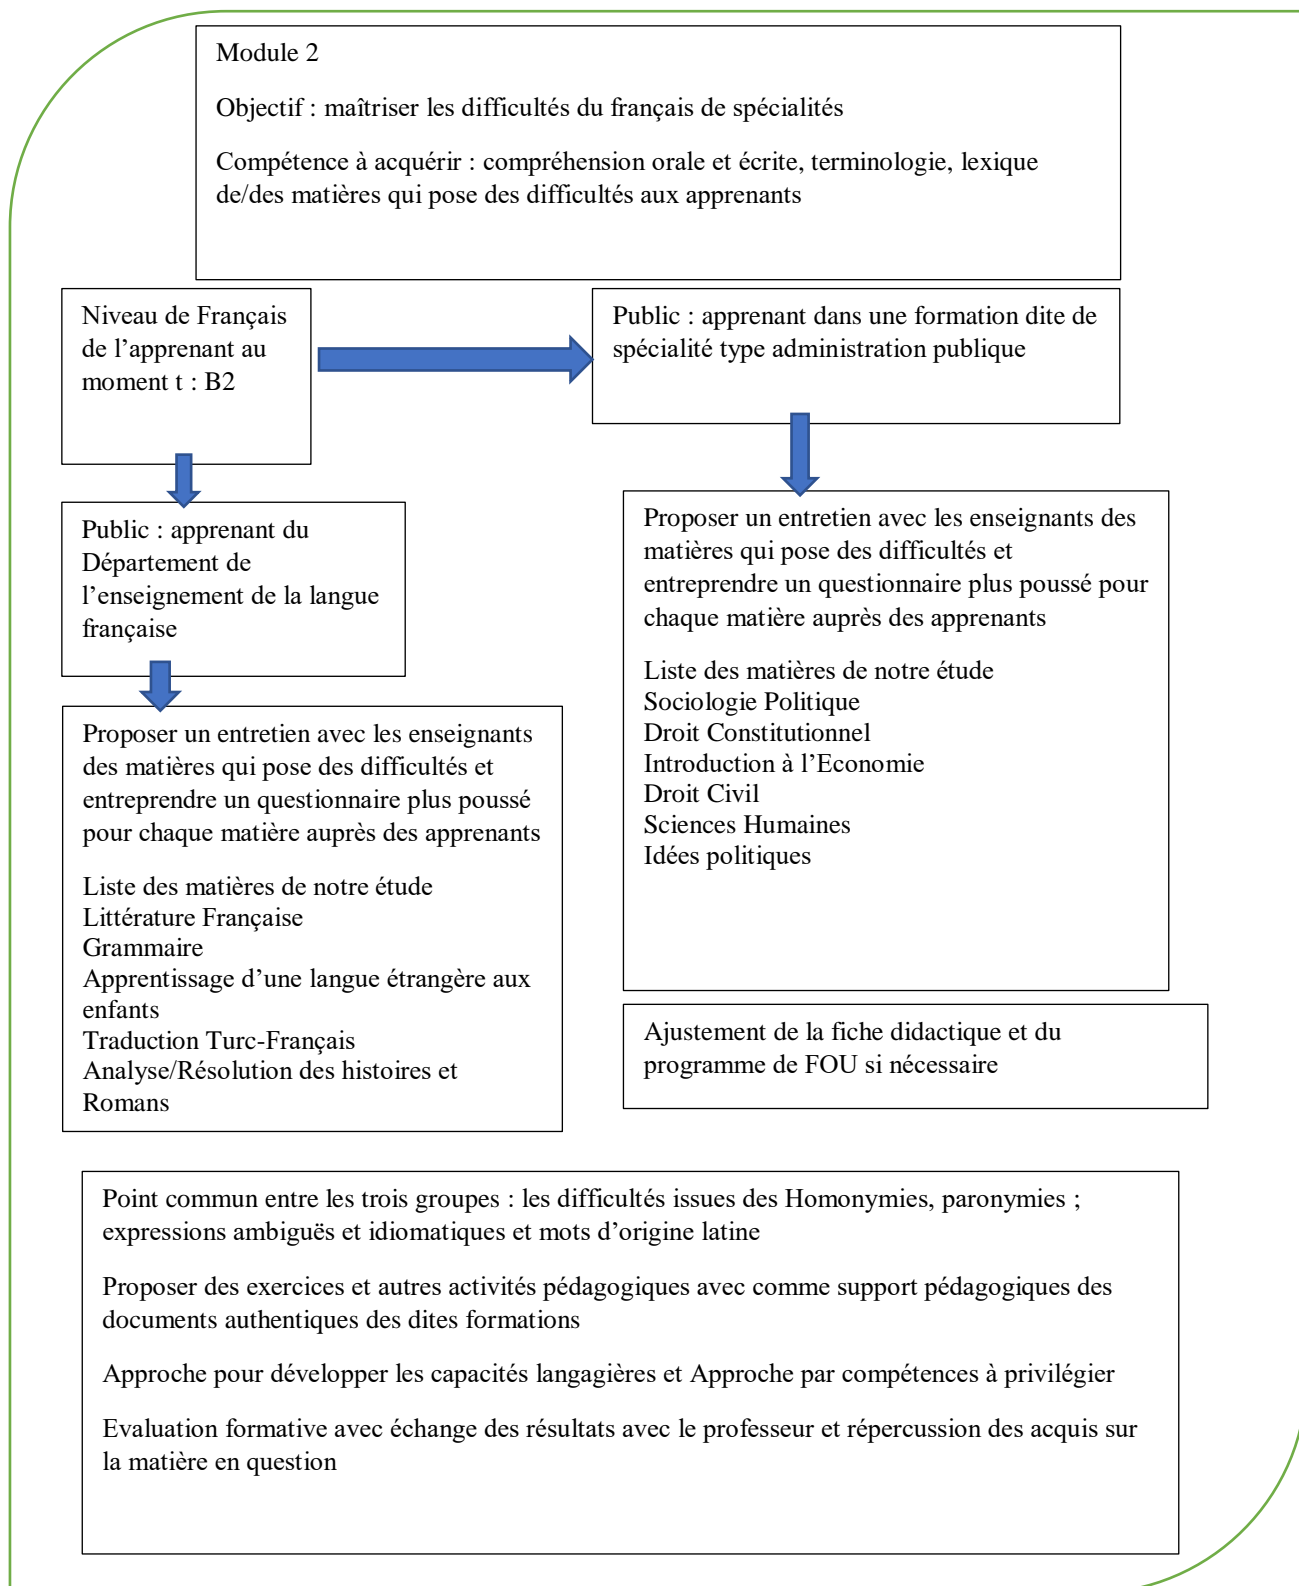 Module 2
Objectif : maîtriser les difficultés du français de spécialités
Compétence à acquérir : compréhension orale et écrite, terminologie, lexique
de/des matières qui pose des difficultés aux apprenants
Niveau de Français
de l’apprenant au
moment t : B2
Public : apprenant dans une formation dite de
spécialité type administration publique
Public : apprenant du
Département de
l’enseignement de la langue
française
Proposer un entretien avec les enseignants des
matières qui pose des difficultés et
entreprendre un questionnaire plus poussé pour
chaque matière auprès des apprenants
Liste des matières de notre étude
Sociologie Politique
Droit Constitutionnel
Introduction à l’Economie
Droit Civil
Sciences Humaines
Idées politiques
Proposer un entretien avec les enseignants
des matières qui pose des difficultés et
entreprendre un questionnaire plus poussé
pour chaque matière auprès des apprenants
Liste des matières de notre étude
Littérature Française
Grammaire
Apprentissage d’une langue étrangère aux
enfants
Traduction Turc-Français
Analyse/Résolution des histoires et
Romans
Ajustement de la fiche didactique et du
programme de FOU si nécessaire
Point commun entre les trois groupes : les difficultés issues des Homonymies, paronymies ;
expressions ambiguës et idiomatiques et mots d’origine latine
Proposer des exercices et autres activités pédagogiques avec comme support pédagogiques des
documents authentiques des dites formations
Approche pour développer les capacités langagières et Approche par compétences à privilégier
Evaluation formative avec échange des résultats avec le professeur et répercussion des acquis sur
la matière en question